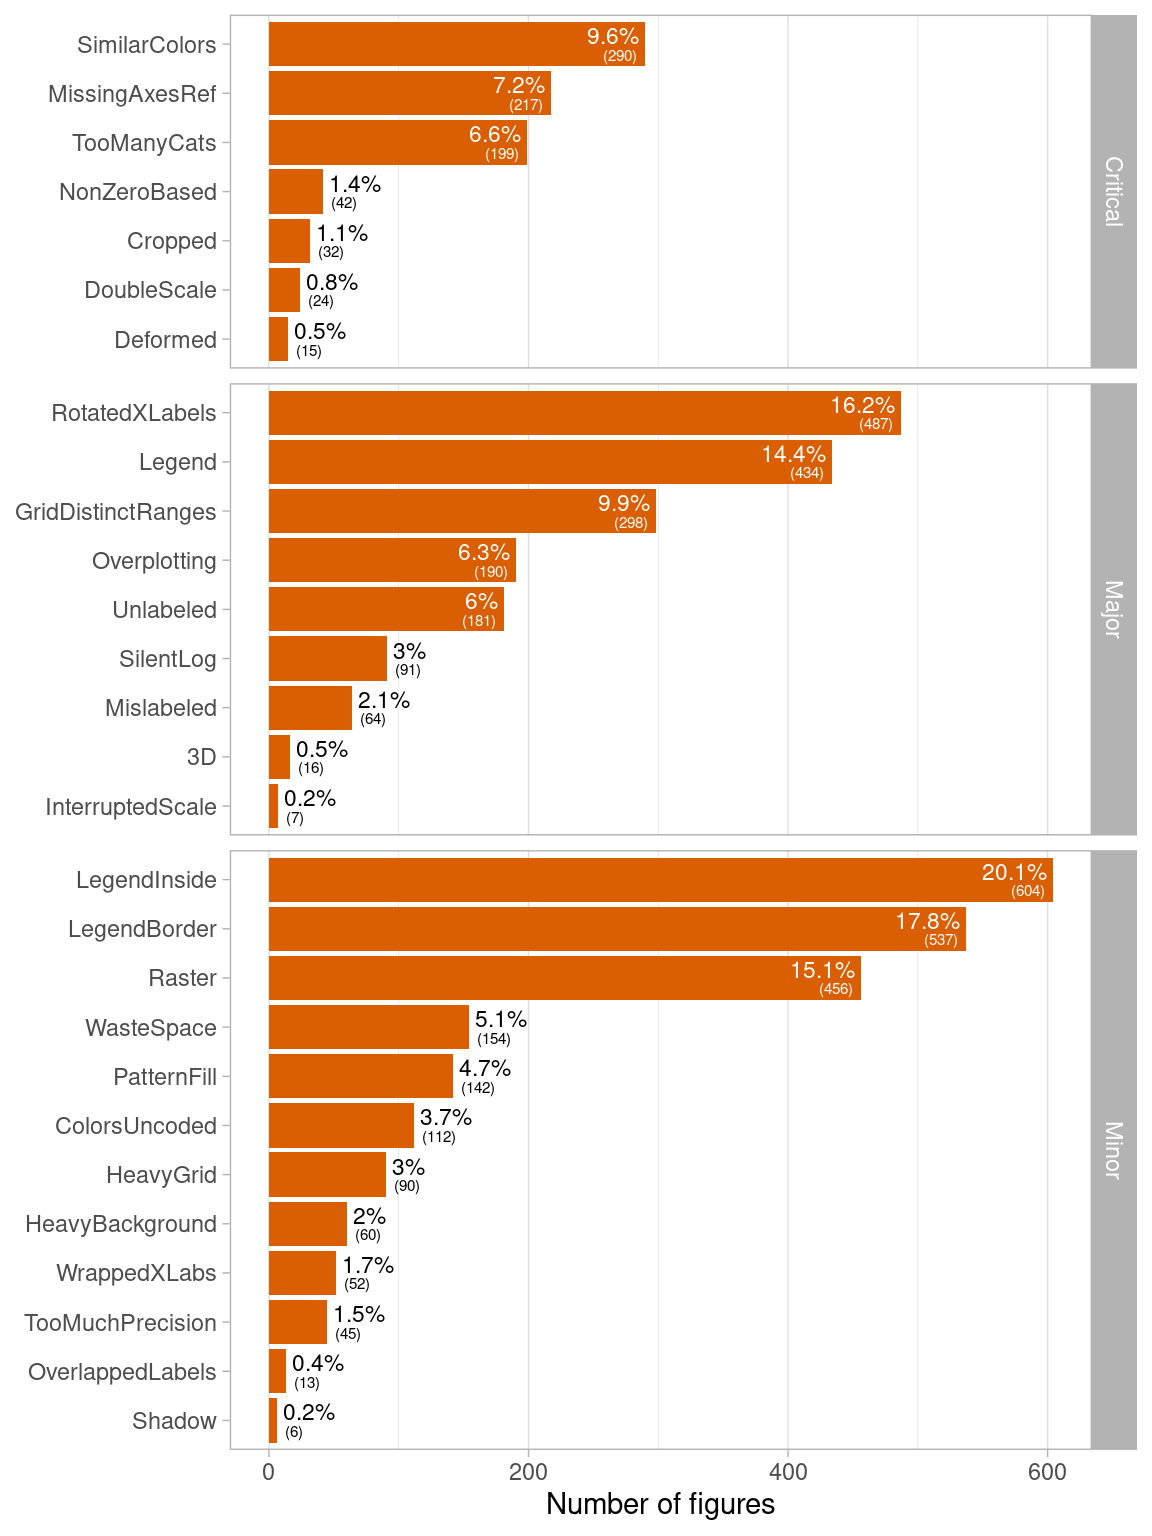 SimilarColors 9.6% (290)
MissingAxesRef 7.2% (217)
TooManyCats 6.6% (199)
NonZeroBased 1.4% (42)
Cropped 1.1% (32)
DoubleScale 0.8% (24)
Deformed 0.5% (15)
Critical
RotatedXLabels 16.2% (487)
Legend 14.4% (434)
GridDistinctRanges 9.9% (298)
Overplotting 6.3% (190)
Unlabeled 6% (181)
SilentLog 3% (91)
Mislabeled 2.1% (64)
3D 0.5% (16)
InterruptedScale 0.2% (7)
Major
LegendInside 20.1% (604)
LegendBorder 17.8% (537)
Raster 15.1% (456)
WasteSpace 5.1% (154)
PatternFill 4.7% (142)
ColorsUncoded 3.7% (112)
HeavyGrid 3% (90)
HeavyBackground 2% (60)
WrappedXLabs 1.7% (52)
TooMuchPrecision 1.5% (45)
OverlappedLabels 0.4% (13)
Shadow 0.2% (6)
Minor
0 200 400 600
Number of figures